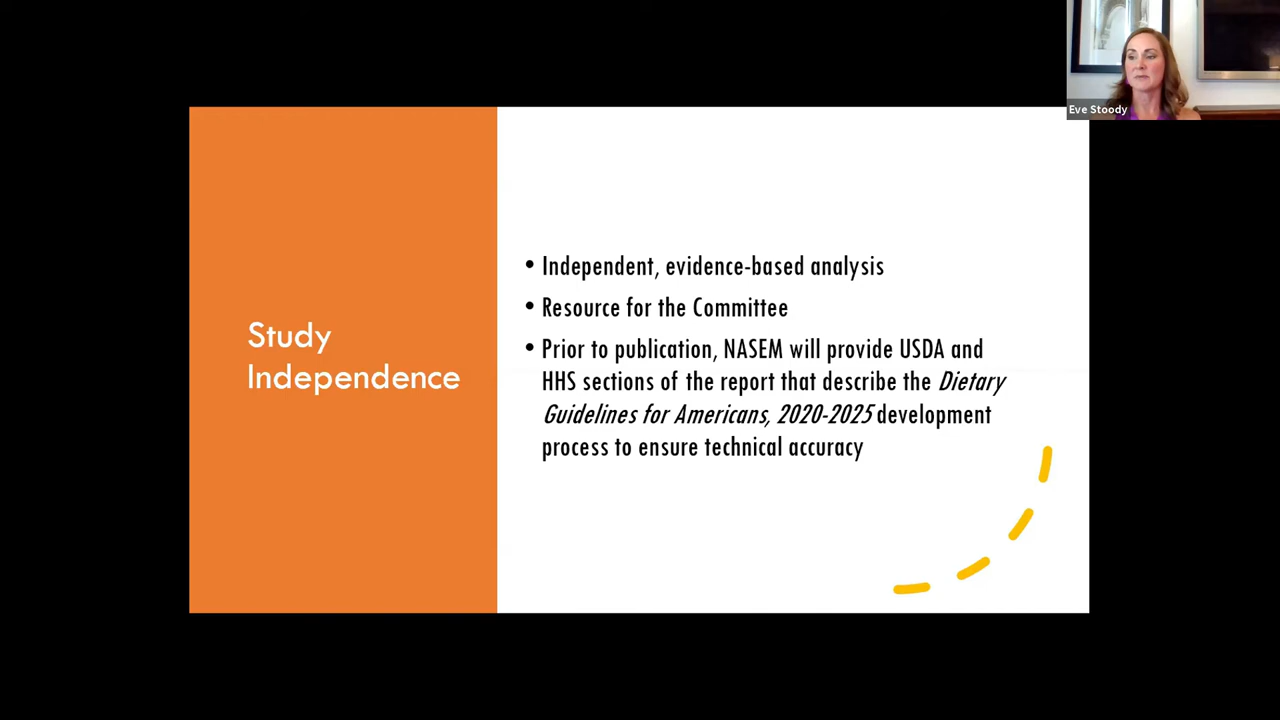 Eve Stoody
Study
Independence
• Independent, evidence-based analysis
• Resource for the Committee
• Prior to publication, NASEM will provide USDA and
HHS sections of the report that describe the Dietary
Guidelines for Americans, 2020-2025 development
process to ensure technical accuracy